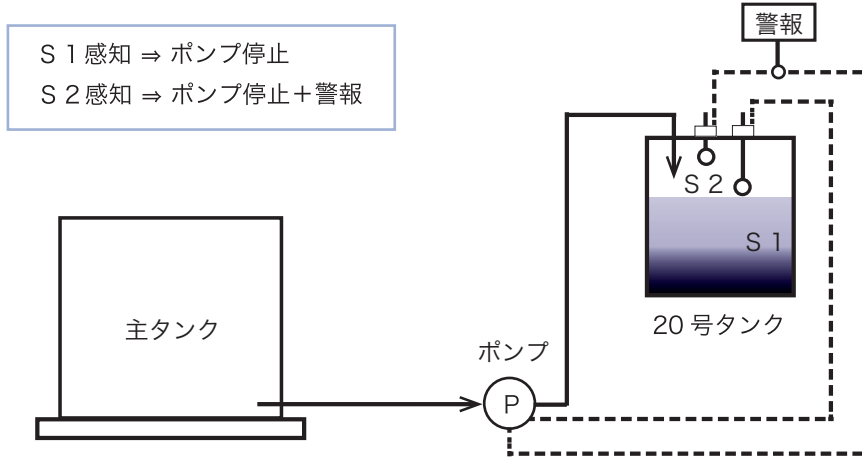 S1感知 ⇒ ポンプ停止
S2感知 ⇒ ポンプ停止＋警報
警報
S2
S1
20号タンク
主タンク
ポンプ
P